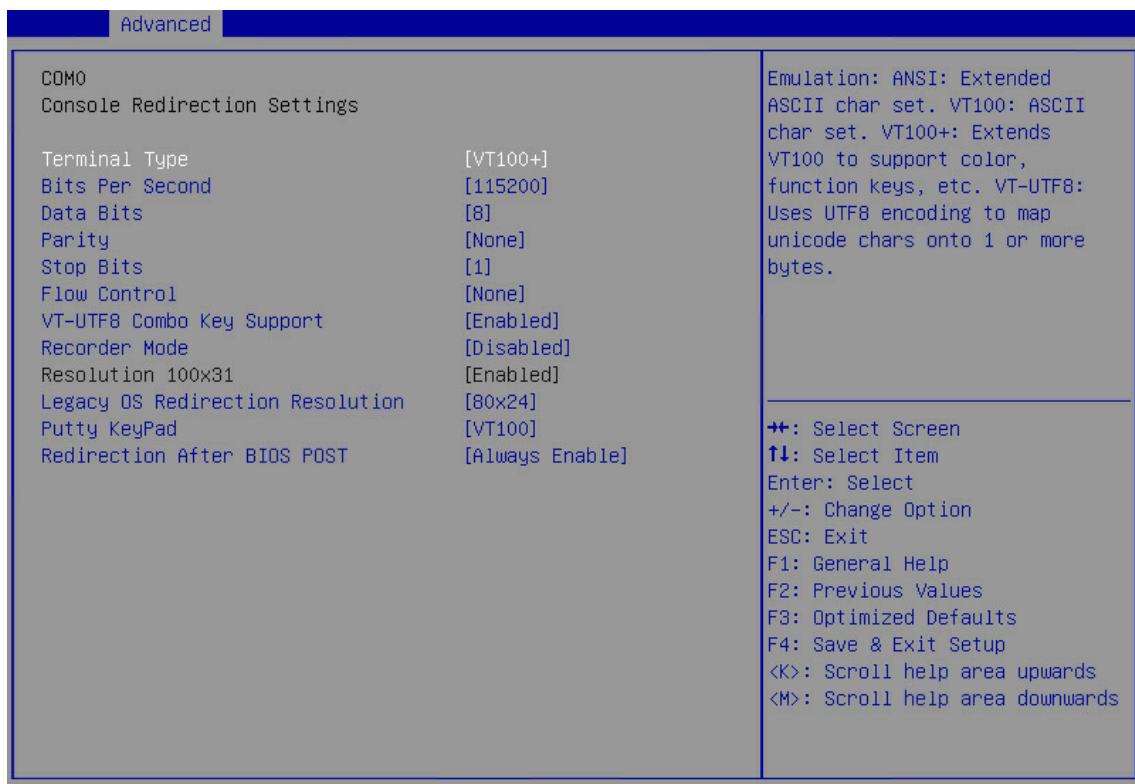 Advanced
COM0
Console Redirection Settings
Terminal Type [VT100+]
Bits Per Second [115200]
Data Bits [8]
Parity [None]
Stop Bits [1]
Flow Control [None]
VT-UTF8 Combo Key Support [Enabled]
Recorder Mode [Disabled]
Resolution 100x31 [Enabled]
Legacy OS Redirection Resolution [80x24]
Putty KeyPad [VT100]
Redirection After BIOS POST [Always Enable]
Emulation: ANSI: Extended
ASCII char set. VT100: ASCII
char set. VT100+: Extends
VT100 to support color,
function keys, etc. VT-UTF8:
Uses UTF8 encoding to map
unicode chars onto 1 or more
bytes.
→←: Select Screen
↑↓: Select Item
Enter: Select
+/-: Change Option
ESC: Exit
F1: General Help
F2: Previous Values
F3: Optimized Defaults
F4: Save & Exit Setup
<K>: Scroll help area upwards
<M>: Scroll help area downwards